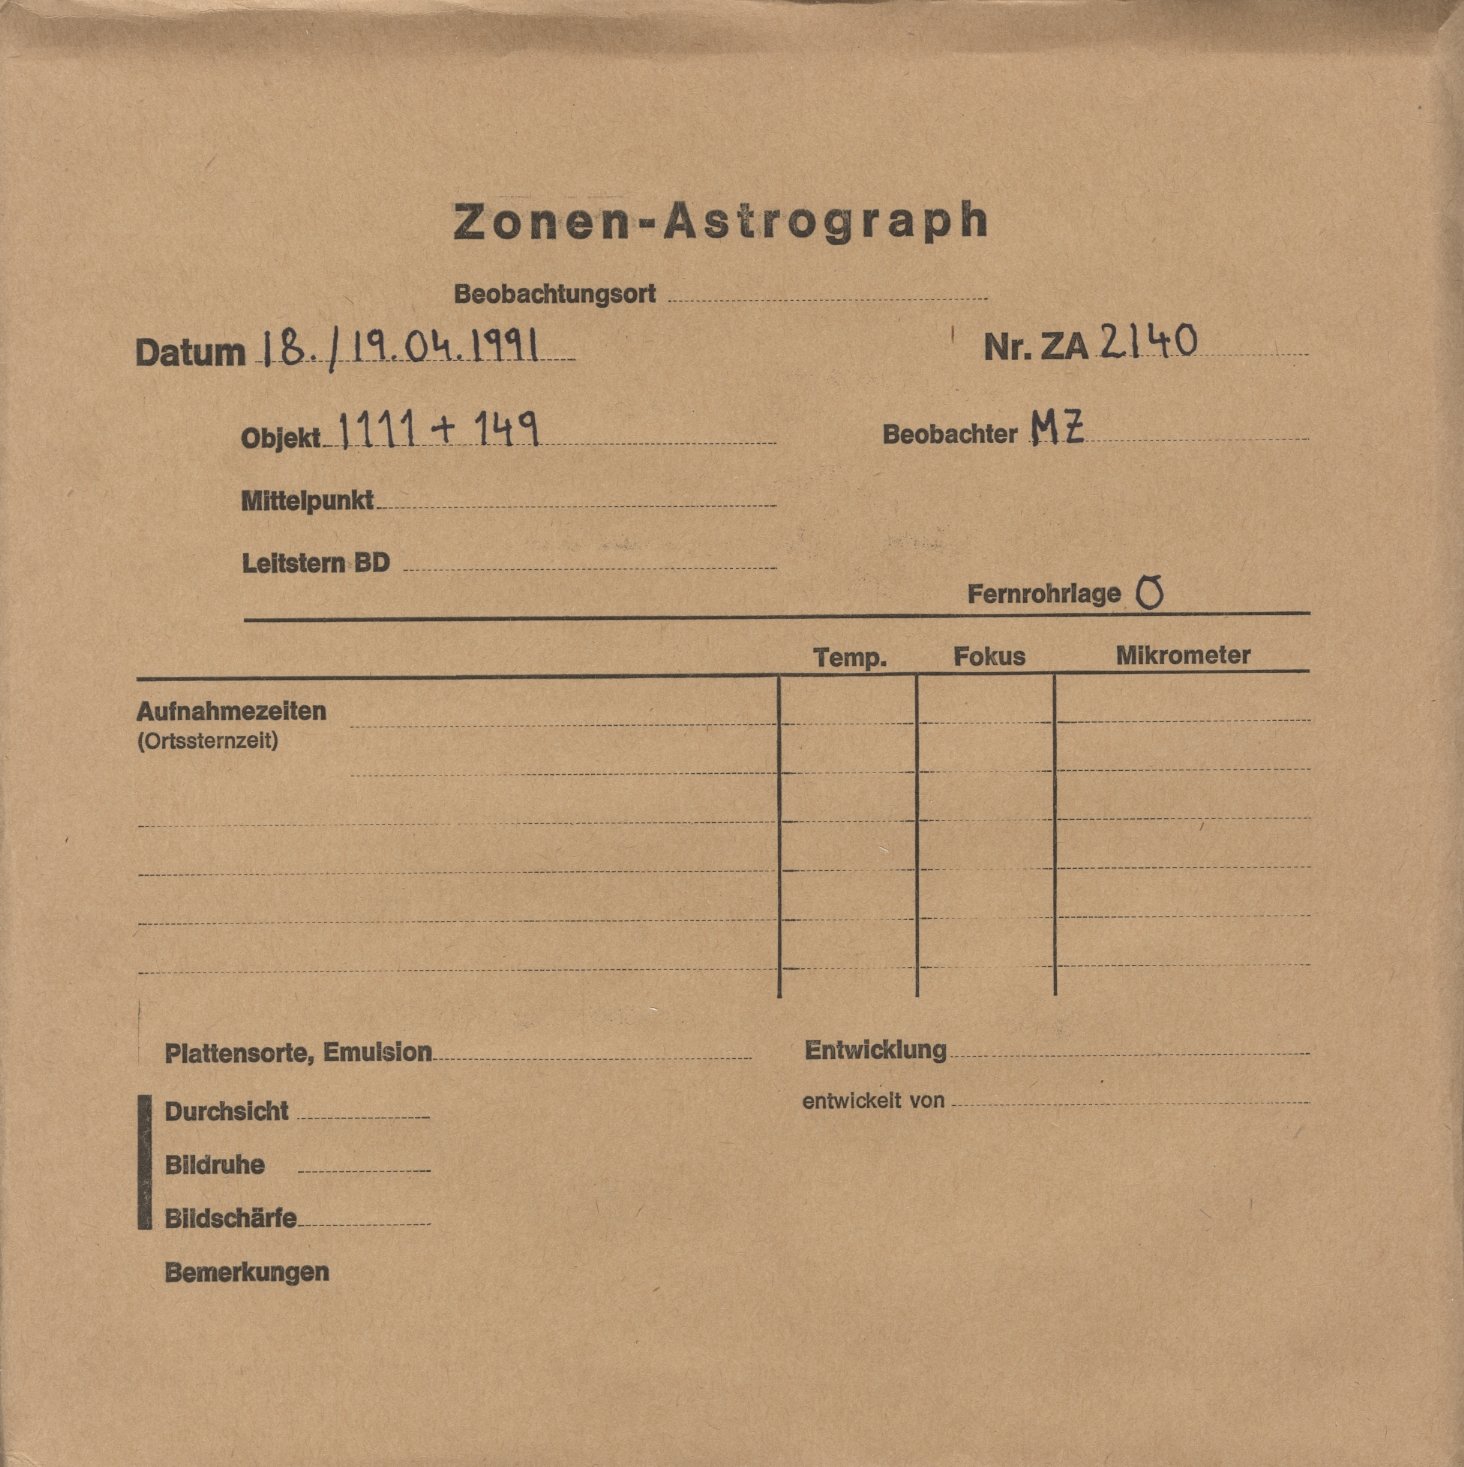 Zonen-Astrograph
Beobachtungsort
Datum 18./19.04.1991 Nr. ZA 2140
Objekt 1111 + 149 Beobachter MZ
Mittelpunkt
Leitstern BD
Fernrohrlage O
Temp. Fokus Mikrometer
Aufnahmezeiten
(Ortssternzeit)
Plattensorte, Emulsion Entwicklung
Durchsicht entwickelt von
Bildruhe
Bildschärfe
Bemerkungen